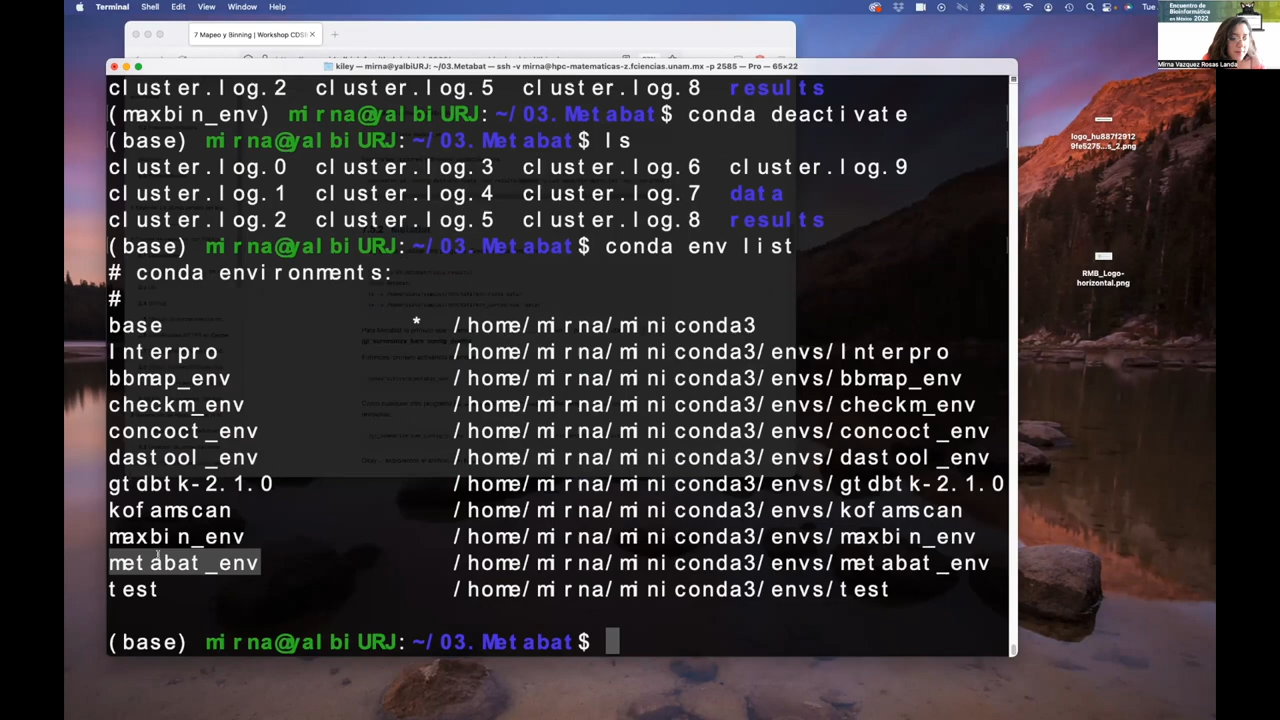 Terminal Shell Edit View Window Help
Tue
Encuentro de
Bioinformática
en México 2022
Mirna Vazquez Rosas Landa
7 Mapeo y Binning | Workshop CDS
kiley — mirna@yalbiURJ: ~/03.Metabat — ssh -v mirna@hpc-matematicas-z.fciencias.unam.mx -p 2585 — Pro — 65×22
cluster.log.2 cluster.log.5 cluster.log.8 results
(maxbin_env) mirna@yalbiURJ:~/03.Metabat$ conda deactivate
(base) mirna@yalbiURJ:~/03.Metabat$ ls
cluster.log.0 cluster.log.3 cluster.log.6 cluster.log.9
cluster.log.1 cluster.log.4 cluster.log.7 data
cluster.log.2 cluster.log.5 cluster.log.8 results
(base) mirna@yalbiURJ:~/03.Metabat$ conda env list
# conda environments:
#
base * /home/mirna/miniconda3
Interpro /home/mirna/miniconda3/envs/Interpro
bbmap_env /home/mirna/miniconda3/envs/bbmap_env
checkm_env /home/mirna/miniconda3/envs/checkm_env
concoct_env /home/mirna/miniconda3/envs/concoct_env
dastool_env /home/mirna/miniconda3/envs/dastool_env
gtdbtk-2.1.0 /home/mirna/miniconda3/envs/gtdbtk-2.1.0
kofamscan /home/mirna/miniconda3/envs/kofamscan
maxbin_env /home/mirna/miniconda3/envs/maxbin_env
metabat_env /home/mirna/miniconda3/envs/metabat_env
test /home/mirna/miniconda3/envs/test
(base) mirna@yalbiURJ:~/03.Metabat$
logo_hu887f2912
9fe5275...s_2.png
RMB_Logo-
horizontal.png